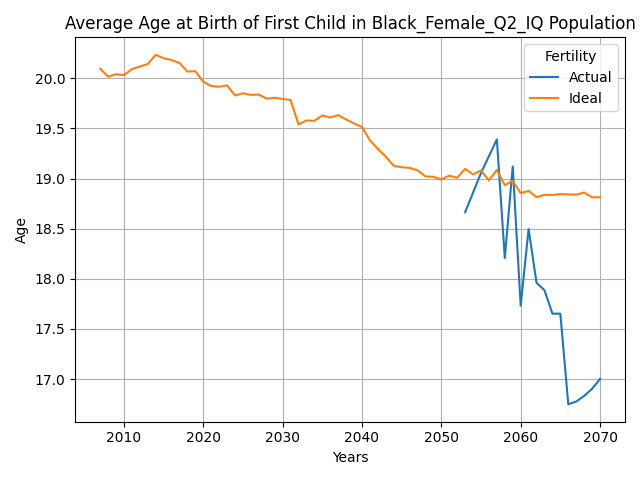 Average Age at Birth of First Child in Black_Female_Q2_IQ Population
Fertility
Actual
Ideal
20.0
19.5
19.0
18.5
18.0
17.5
17.0
Age
2010 2020 2030 2040 2050 2060 2070
Years